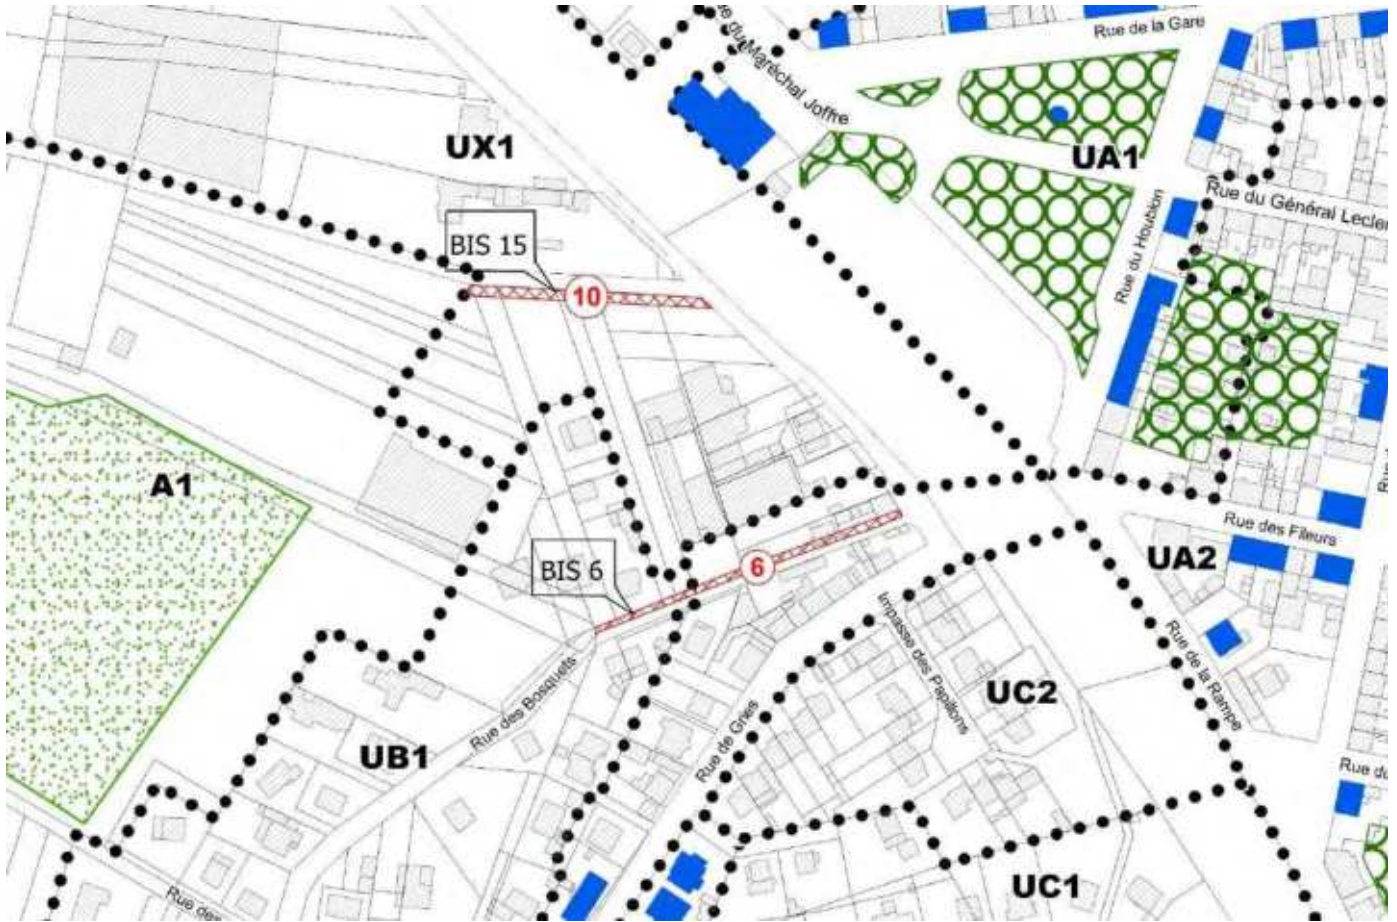 Rue de la Gare
Rue du Maréchal Joffre
UX1
UA1
Rue du Général Lecler
BIS 15
Rue du Houblon
10
A1
Rue des Fileurs
UA2
BIS 6
6
Impasse des Papillons
Rue de la Rampe
UC2
Rue des Bosquets
Rue de Gries
UB1
Rue du
UC1
Rue des